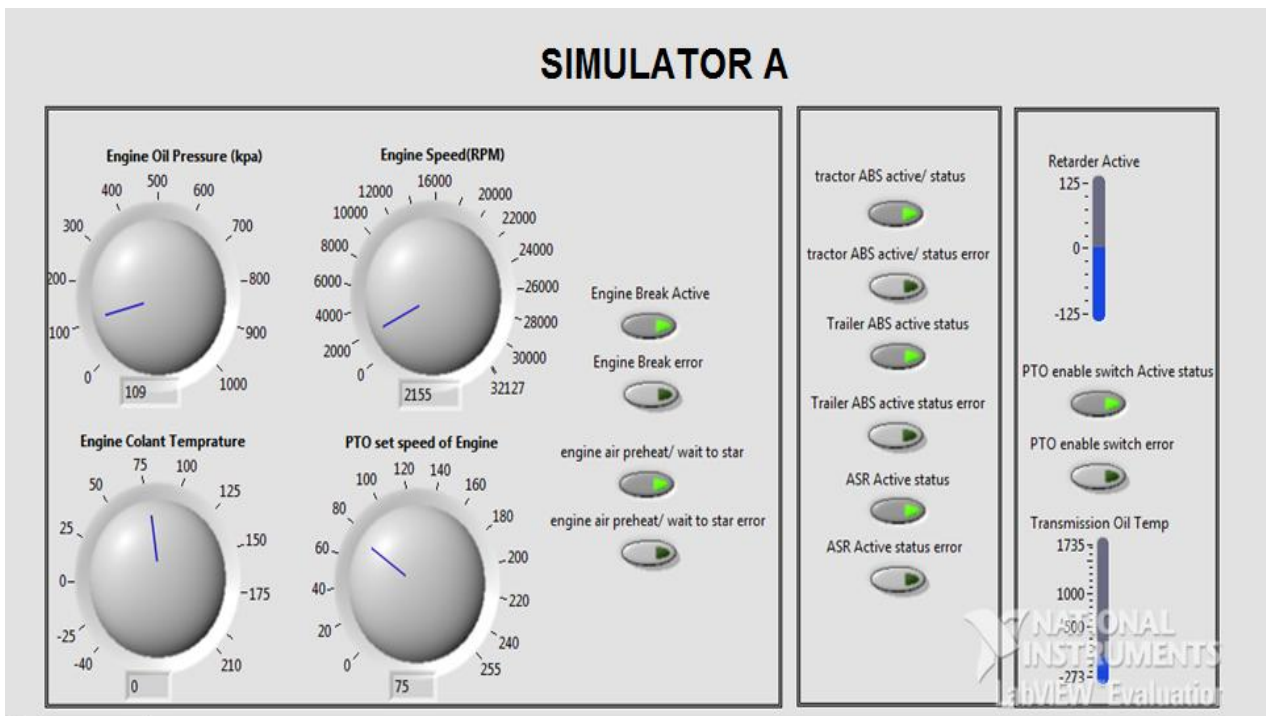 SIMULATOR A
Engine Oil Pressure (kpa)
0
100
200
300
400
500
600
700
800
900
1000
109
Engine Speed(RPM)
0
2000
4000
6000
8000
10000
12000
16000
20000
22000
24000
26000
28000
30000
32127
2155
Engine Colant Temprature
-40
-25
0
25
50
75
100
125
150
175
210
0
PTO set speed of Engine
0
20
40
60
80
100
120
140
160
180
200
220
240
255
75
Engine Break Active
Engine Break error
engine air preheat/ wait to star
engine air preheat/ wait to star error
tractor ABS active/ status
tractor ABS active/ status error
Trailer ABS active status
Trailer ABS active status error
ASR Active status
ASR Active status error
Retarder Active
125
0
-125
PTO enable switch Active status
PTO enable switch error
Transmission Oil Temp
1735
1000
500
-273
NATIONAL
INSTRUMENTS
LabVIEW Evaluation